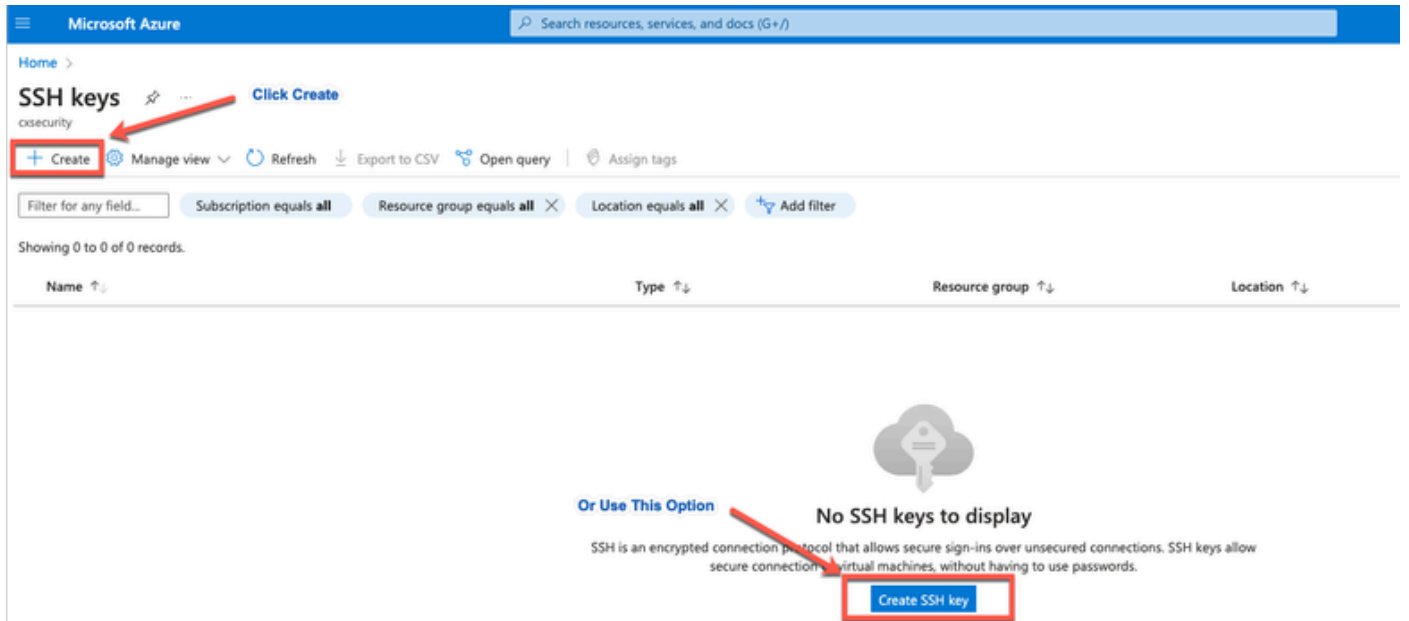 Microsoft Azure
Search resources, services, and docs (G+/)
Home >
SSH keys
Click Create
cxsecurity
+ Create Manage view Refresh Export to CSV Open query Assign tags
Filter for any field... Subscription equals all Resource group equals all Location equals all Add filter
Showing 0 to 0 of 0 records.
Name Type Resource group Location
Or Use This Option
No SSH keys to display
SSH is an encrypted connection protocol that allows secure sign-ins over unsecured connections. SSH keys allow
secure connection virtual machines, without having to use passwords.
Create SSH key